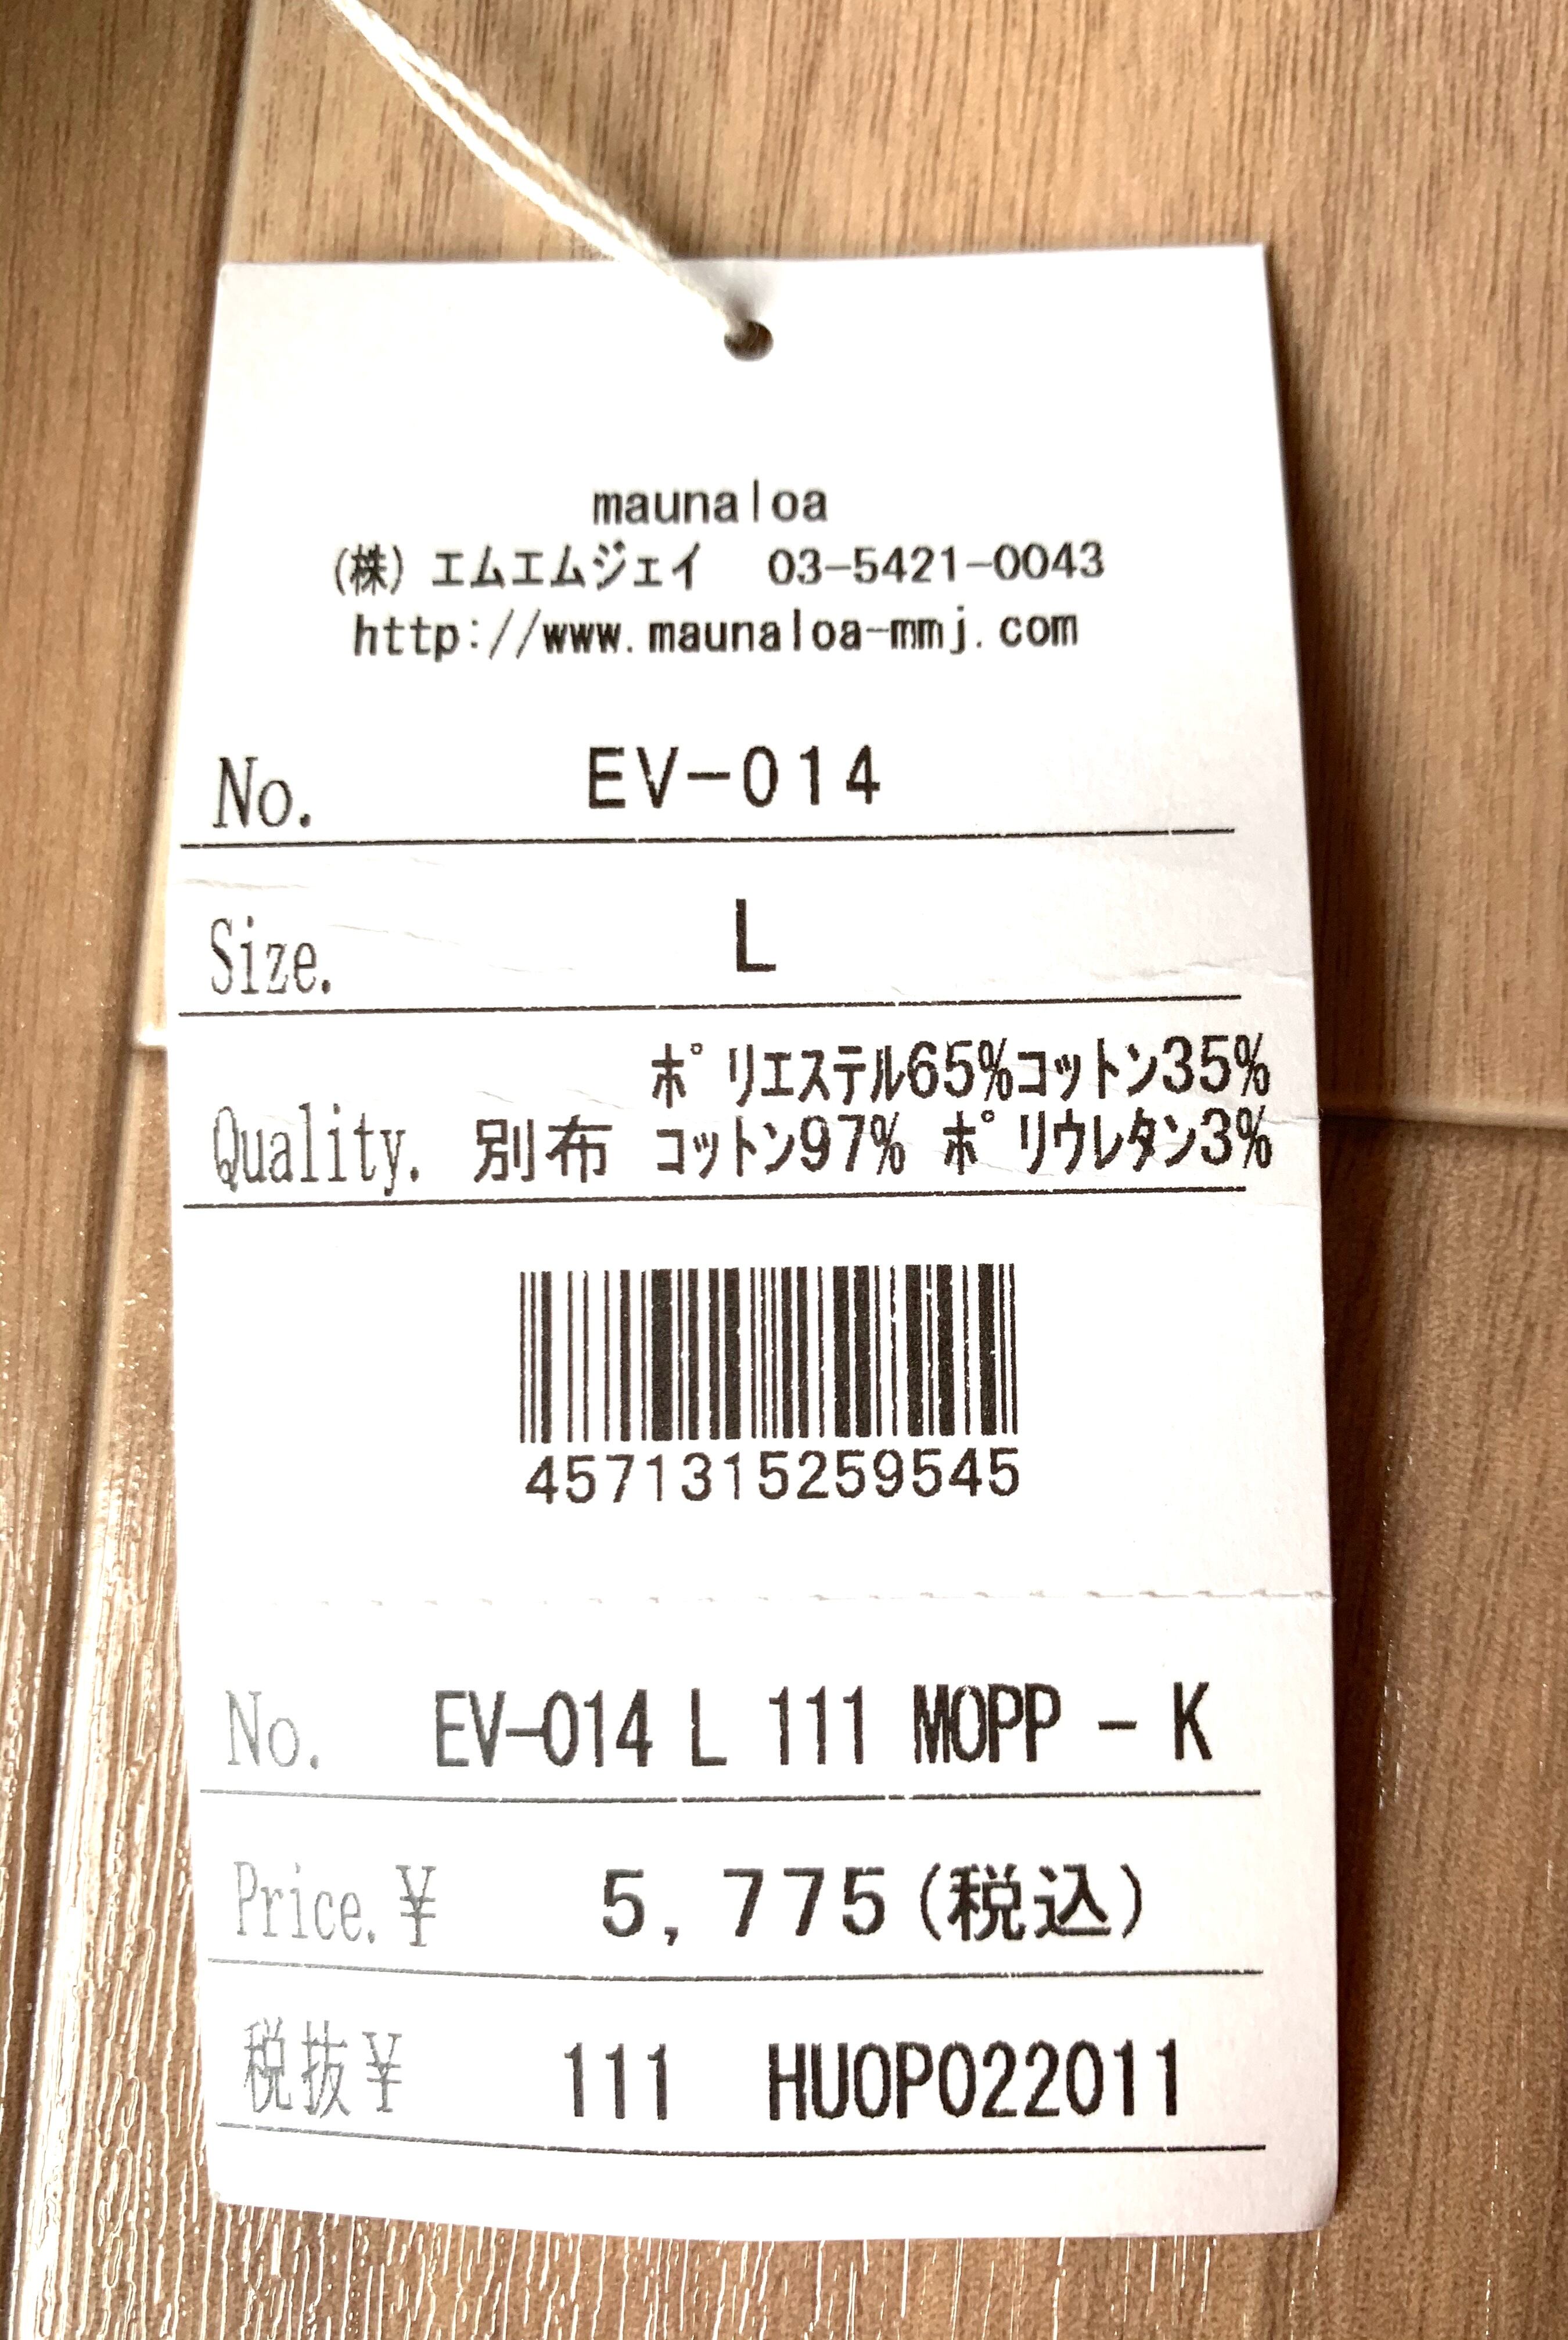 maunaloa
(株) エムエムジェイ 03-5421-0043
http://www.maunaloa-mmj.com
No. EV-014
Size. L
ポリエステル65%コットン35%
Quality. 別布 コットン97% ポリウレタン3%
4571315259545
No. EV-014 L 111 MOPP - K
Price.¥ 5,775(税込)
税抜¥ 111 HUOP022011